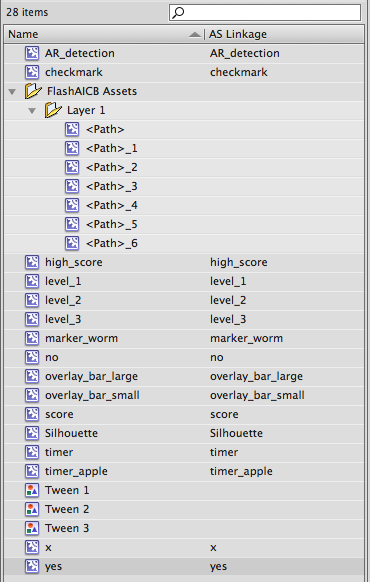 28 items
Name AS Linkage
AR_detection AR_detection
checkmark checkmark
FlashAICB Assets
Layer 1
<Path>
<Path>_1
<Path>_2
<Path>_3
<Path>_4
<Path>_5
<Path>_6
high_score high_score
level_1 level_1
level_2 level_2
level_3 level_3
marker_worm marker_worm
no no
overlay_bar_large overlay_bar_large
overlay_bar_small overlay_bar_small
score score
Silhouette Silhouette
timer timer
timer_apple timer_apple
Tween 1
Tween 2
Tween 3
x x
yes yes